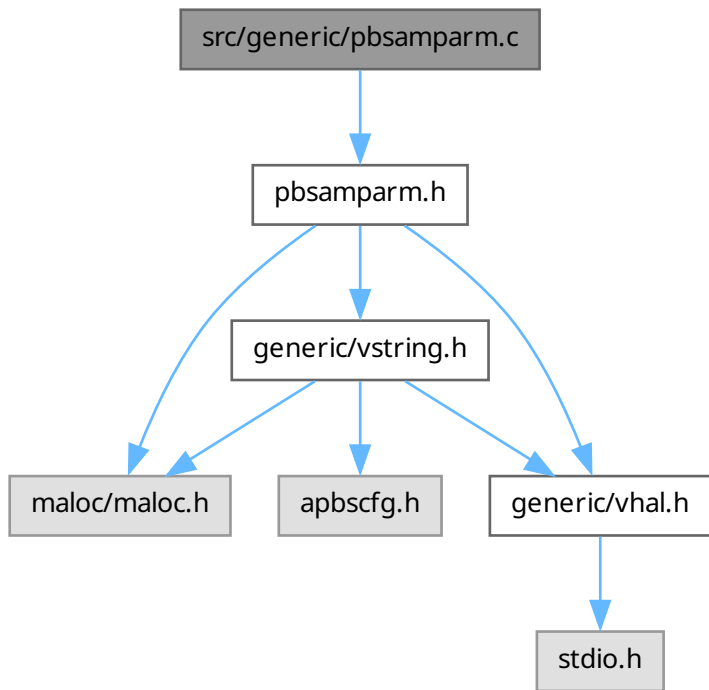 src/generic/pbsamparm.c
pbsamparm.h
generic/vstring.h
maloc/maloc.h
apbscfg.h
generic/vhal.h
stdio.h